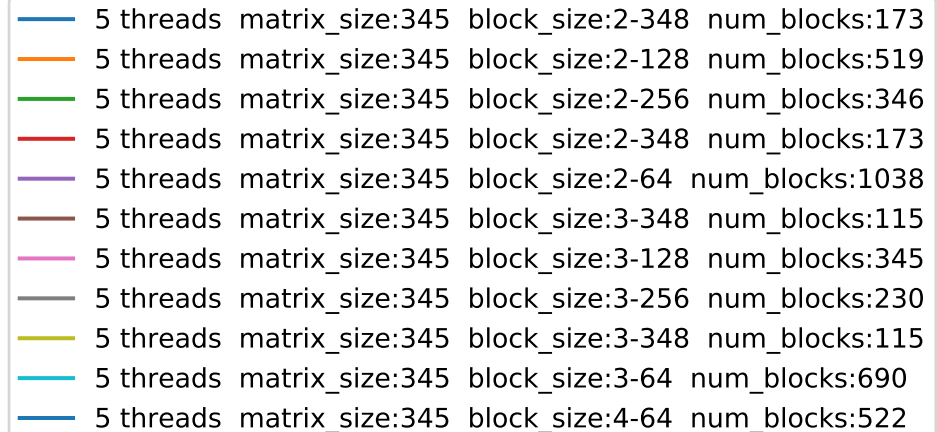 5 threads  matrix_size:345  block_size:2-348  num_blocks:173
5 threads  matrix_size:345  block_size:2-128  num_blocks:519
5 threads  matrix_size:345  block_size:2-256  num_blocks:346
5 threads  matrix_size:345  block_size:2-348  num_blocks:173
5 threads  matrix_size:345  block_size:2-64  num_blocks:1038
5 threads  matrix_size:345  block_size:3-348  num_blocks:115
5 threads  matrix_size:345  block_size:3-128  num_blocks:345
5 threads  matrix_size:345  block_size:3-256  num_blocks:230
5 threads  matrix_size:345  block_size:3-348  num_blocks:115
5 threads  matrix_size:345  block_size:3-64  num_blocks:690
5 threads  matrix_size:345  block_size:4-64  num_blocks:522